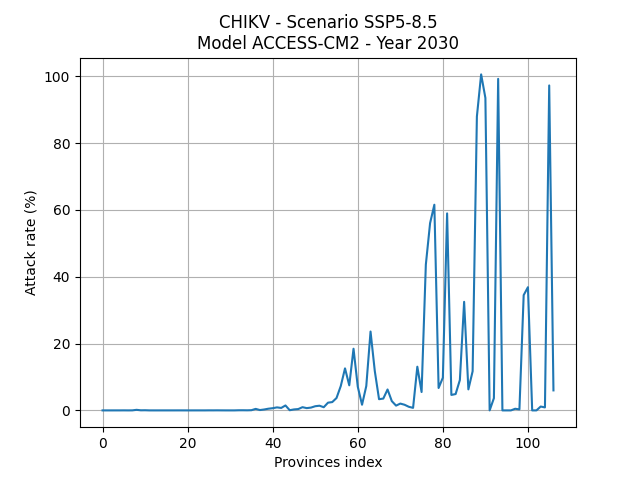 CHIKV - Scenario SSP5-8.5
Model ACCESS-CM2 - Year 2030
100
80
60
40
20
0
Attack rate (%)
0 20 40 60 80 100
Provinces index